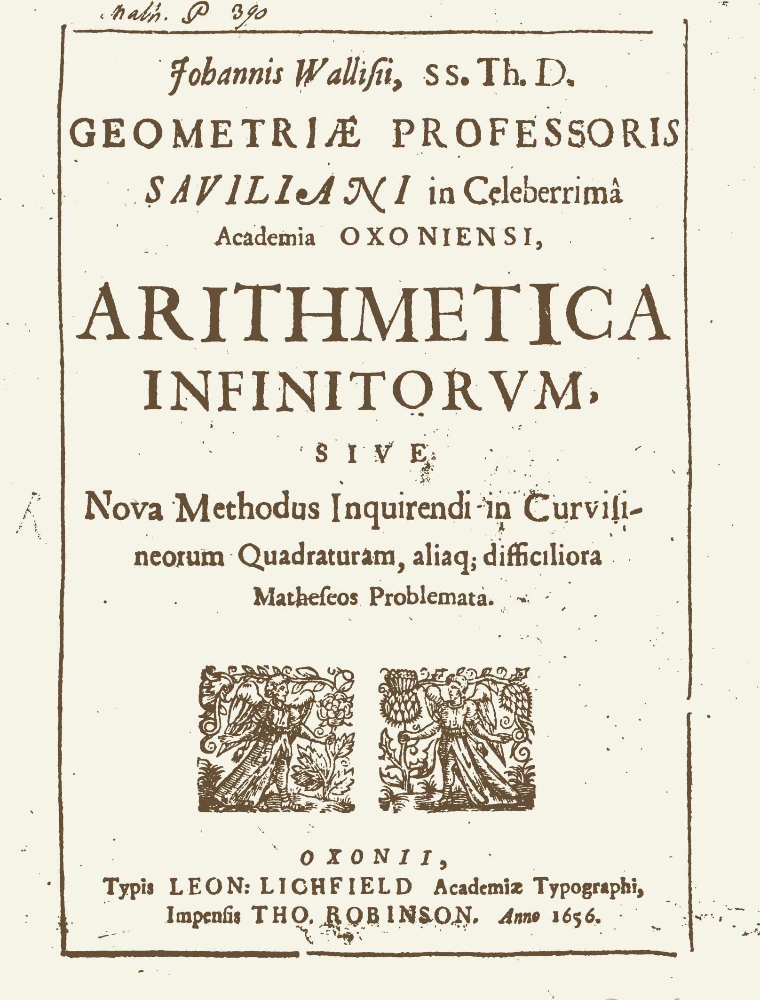 Math. P 390
Johannis Walliſii, SS. Th. D.
GEOMETRIÆ PROFESSORIS
SAVILIANI in Celeberrimâ
Academia OXONIENSI,
ARITHMETICA
INFINITORVM,
SIVE
Nova Methodus Inquirendi in Curvili-
neorum Quadraturam, aliaq; difficiliora
Matheſeos Problemata.
OXONII,
Typis LEON: LICHFIELD Academiæ Typographi,
Impenſis THO. ROBINSON. Anno 1656.